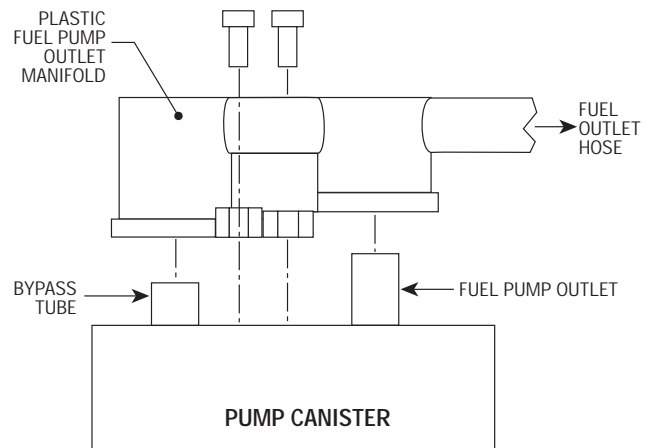 PLASTIC
FUEL PUMP
OUTLET
MANIFOLD
FUEL
OUTLET
HOSE
BYPASS
TUBE
FUEL PUMP OUTLET
PUMP CANISTER